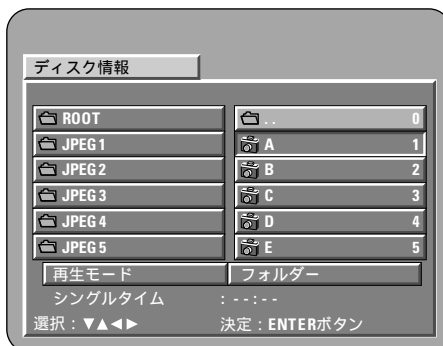 ディスク情報
ROOT
JPEG1
JPEG2
JPEG3
JPEG4
JPEG5
.. 0
A 1
B 2
C 3
D 4
E 5
再生モード フォルダー
シングルタイム : --:--
選択：▼▲◀▶ 決定：ENTERボタン